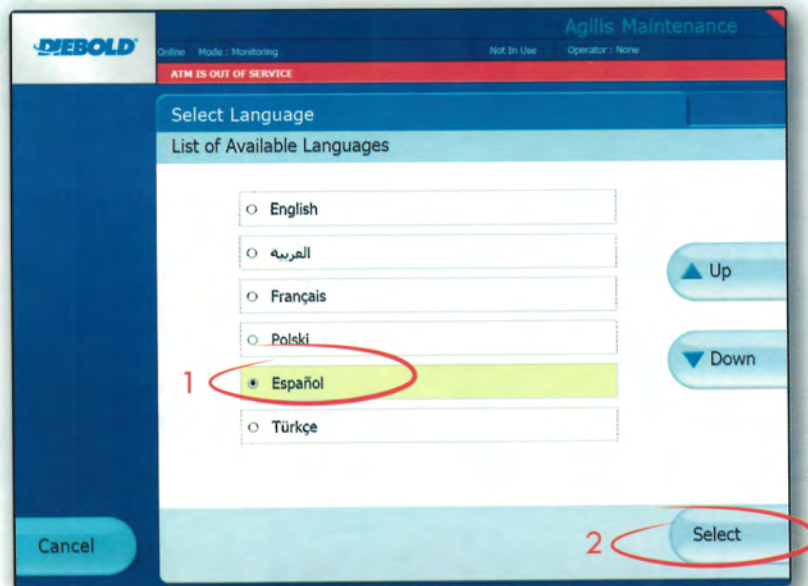 Agilis Maintenance
DIEBOLD
Online Mode : Monitoring Not In Use Operator : None
ATM IS OUT OF SERVICE
Select Language
List of Available Languages
English
العربية
Français
Polski
1 Español
Türkçe
Up
Down
2 Select
Cancel